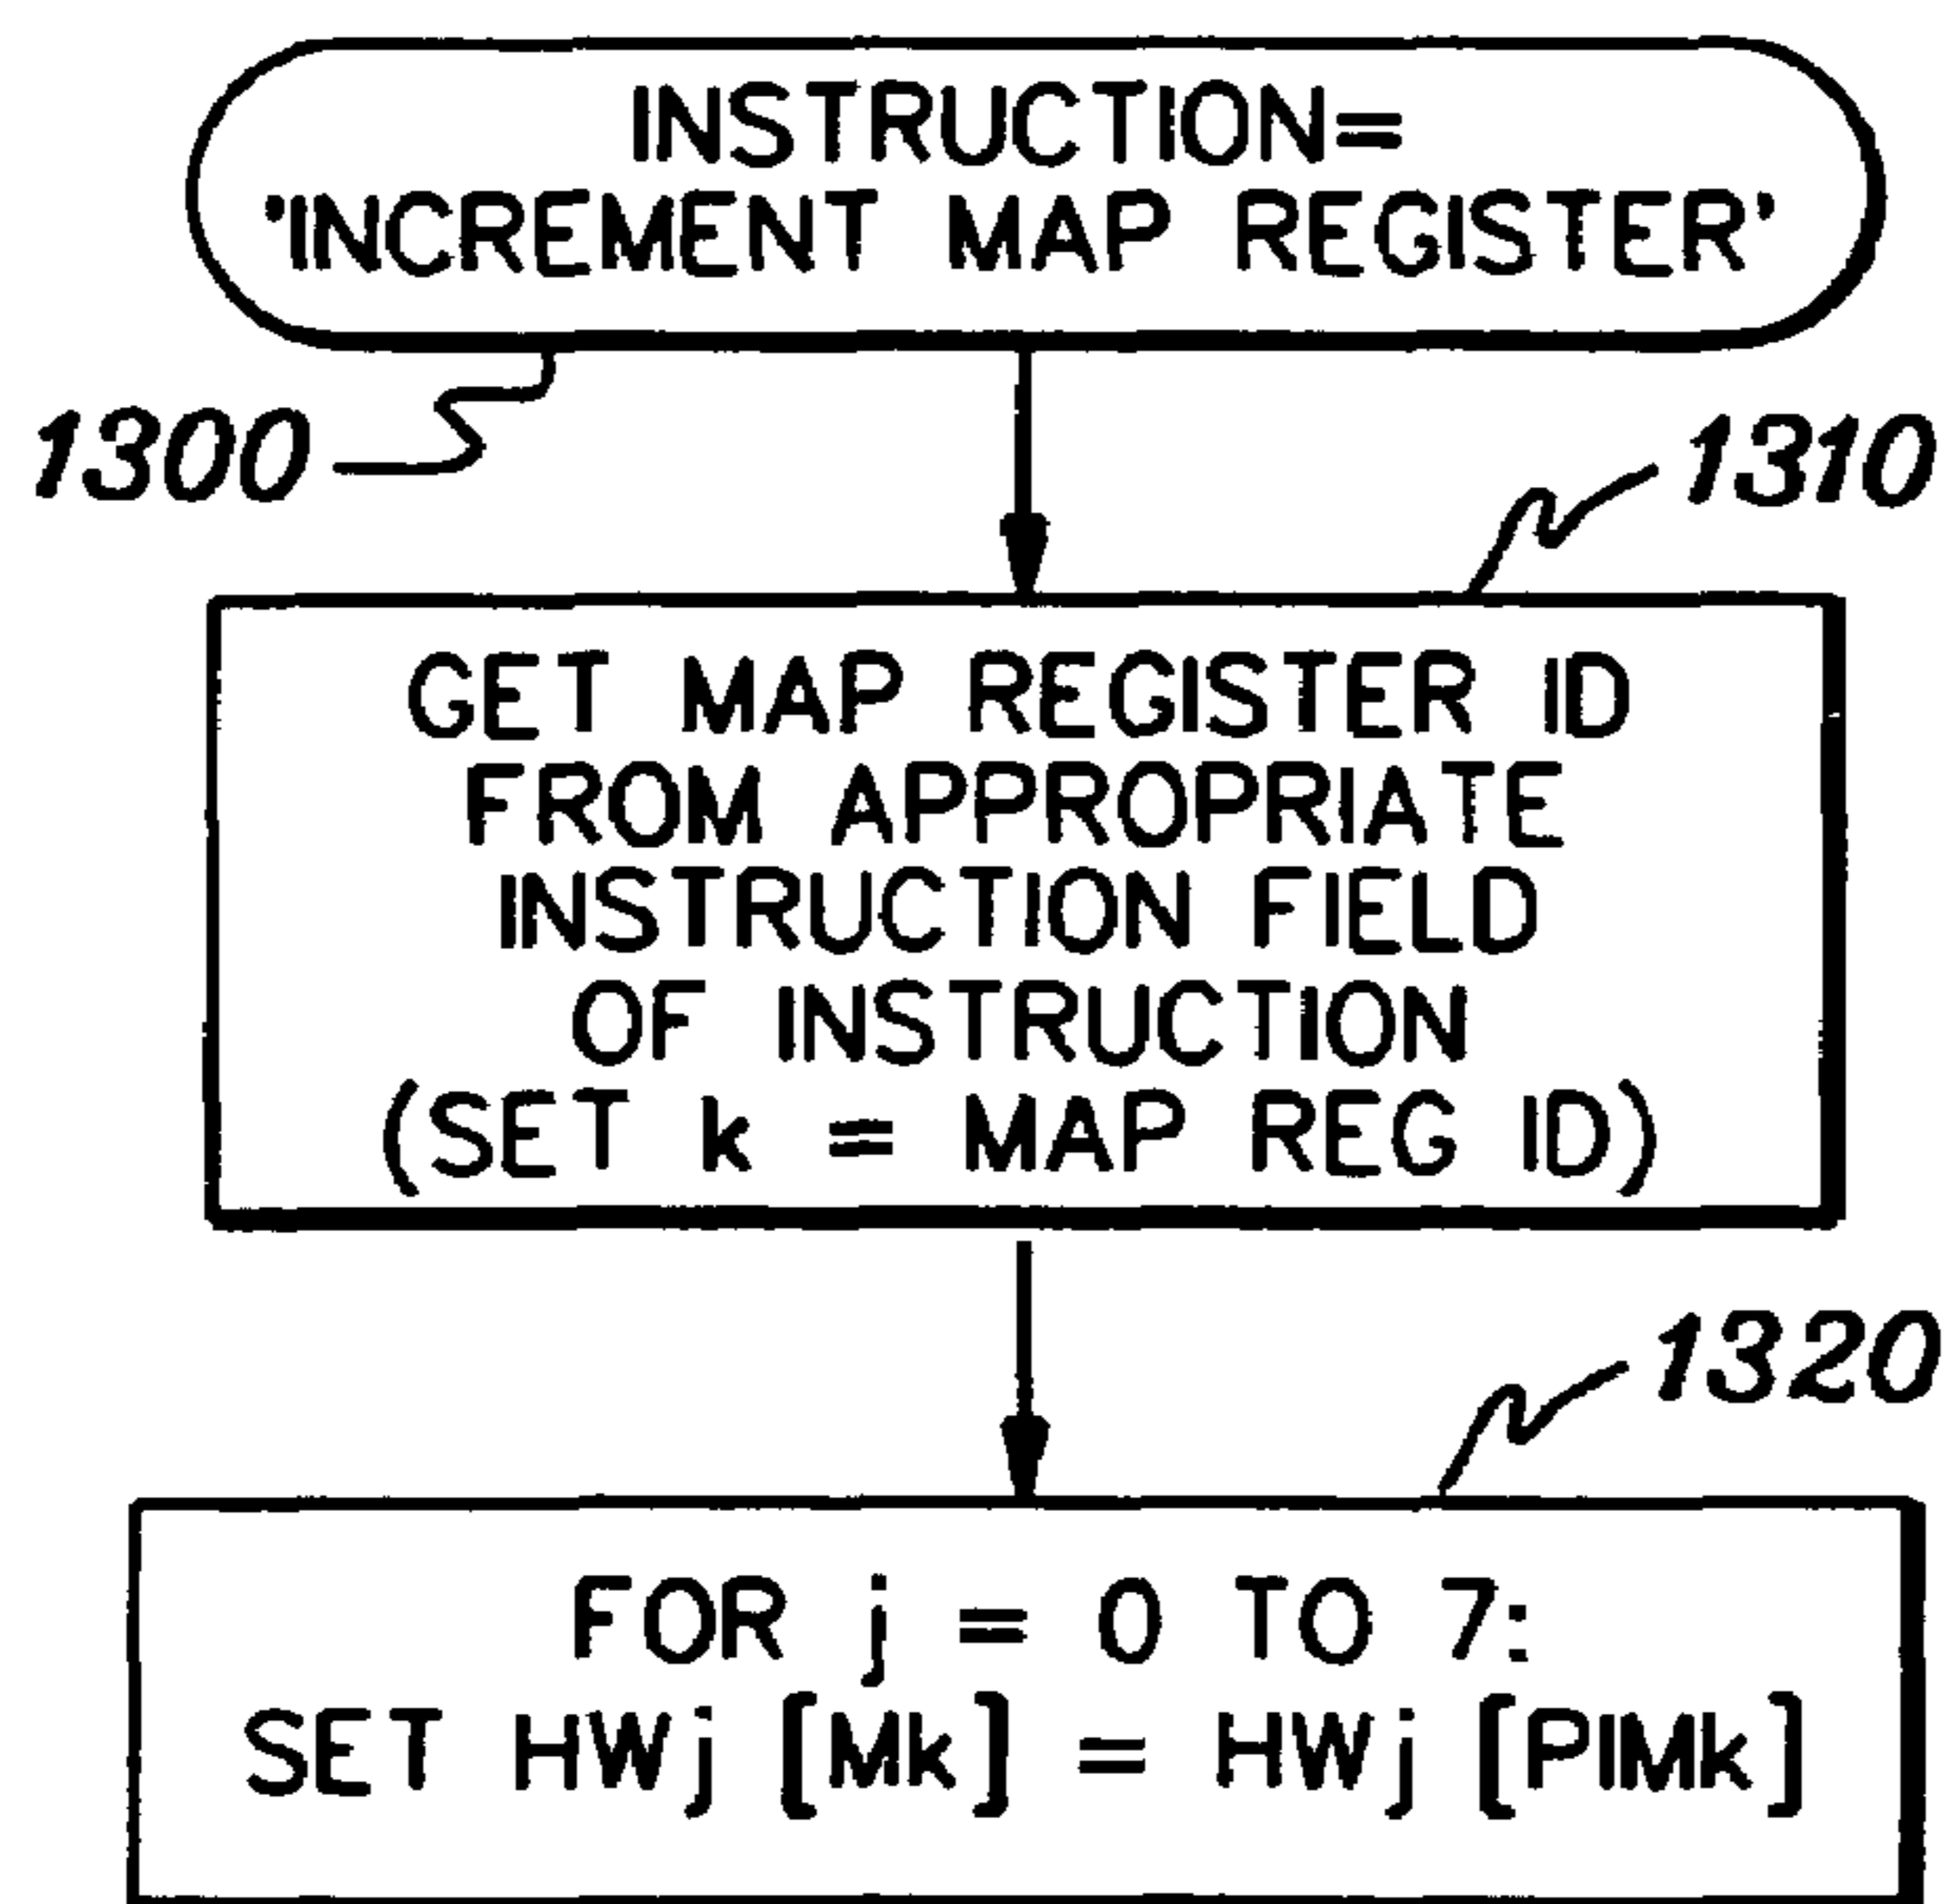 INSTRUCTION=
'INCREMENT MAP REGISTER'
1300
1310
GET MAP REGISTER ID
FROM APPROPRIATE
INSTRUCTION FIELD
OF INSTRUCTION
(SET k = MAP REG ID)
1320
FOR j = 0 TO 7:
SET HWj [Mk] = HWj [PIMk]